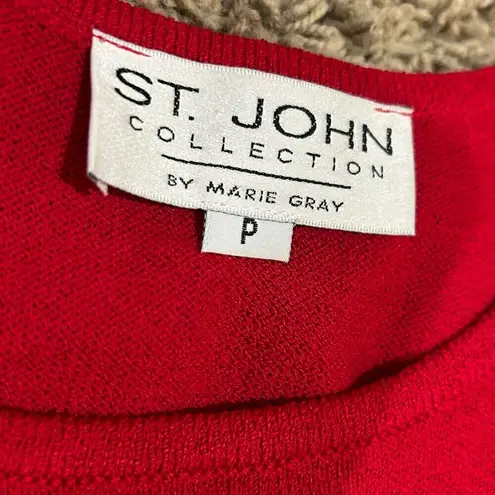 ST. JOHN
COLLECTION
BY MARIE GRAY
P